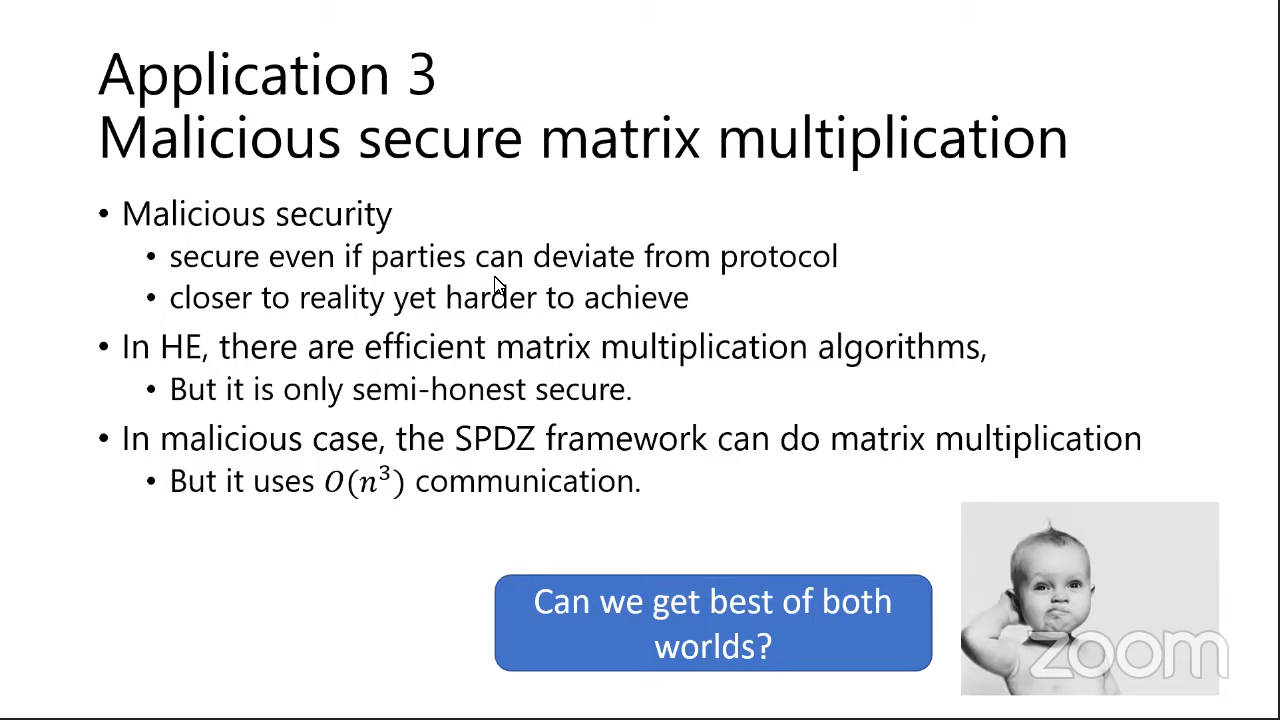 Application 3
Malicious secure matrix multiplication
• Malicious security
• secure even if parties can deviate from protocol
• closer to reality yet harder to achieve
• In HE, there are efficient matrix multiplication algorithms,
• But it is only semi-honest secure.
• In malicious case, the SPDZ framework can do matrix multiplication
• But it uses O(n³) communication.
Can we get best of both
worlds?
zoom